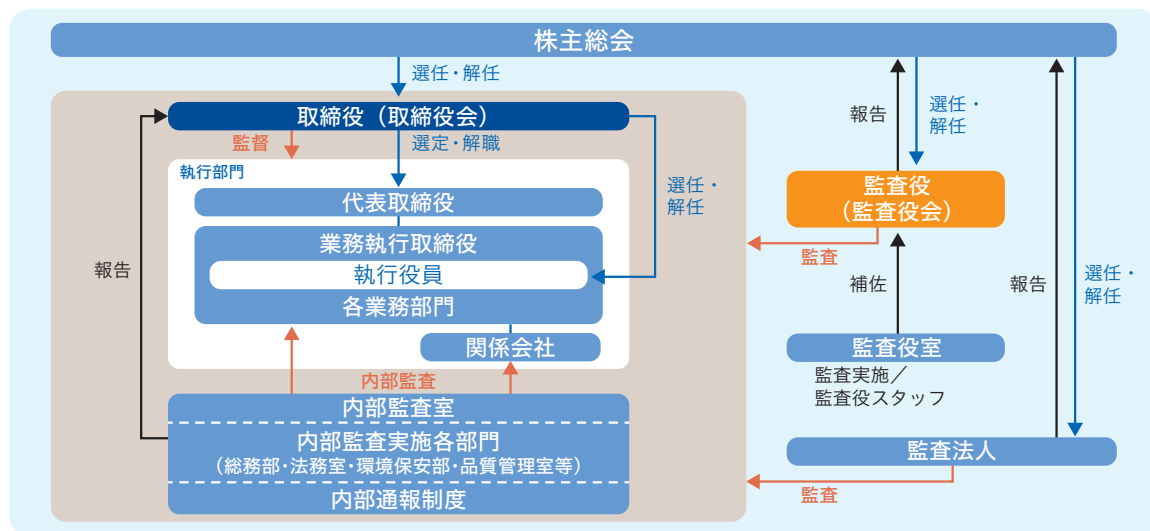 株主総会
選任・解任
取締役（取締役会）
監督
選定・解職
執行部門
代表取締役
業務執行取締役
執行役員
各業務部門
関係会社
選任・
解任
報告
内部監査
内部監査室
内部監査実施各部門
（総務部・法務室・環境保安部・品質管理室等）
内部通報制度
報告
選任・
解任
監査役
（監査役会）
監査
補佐
監査役室
監査実施／
監査役スタッフ
報告
選任・
解任
監査法人
監査